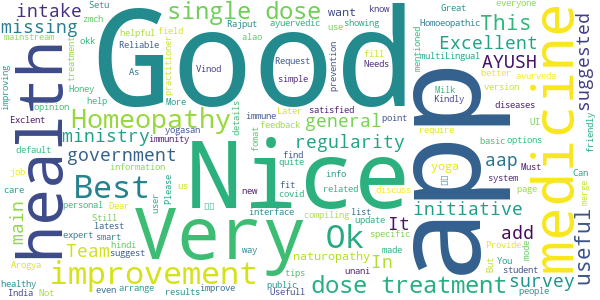 intake
single dose
ayuervedic
want
Great
know
everyone
missing
Setu
zmch
Rajput
showing
Homoeopathic
This
mainstream
okk
helpful
Reliable
field
practitioner
alao
use
multiLingual
mentioned
Excellent
suggested
treatment
As
Vinod
Request
simple
prevention
fill
Needs
better
version
ayurveda
AYUSH
improving
health
Good
app
medicine
Honey
opinion
help
More
immune
Later
satisfied
point
Milk
Kindly
diseases
Exclent
Homeopathy
yogasan
immunity
feedback
general
UI
friendly
ministry
details
fomat
regularity
require
basic
options
default
information
Nice
find
quite
info
yoga
aap
system
Must
government
job
us
fit
covid
related
discuss
page
useful
care
Best
Please
new
main
personal
Dear
Very
Ok
list
It
initiative
Can
Still
user
interface
compiling
update
specific
add
merge
expert
latest
smart
Team
hindi
suggest
way
naturopathy
made
In
Provide
But
You
mode
student
Arogya
improvement
tips
unani
survey
healthy
India
Not
even
arrange
results
improve
public
Usefull
dose treatment
people